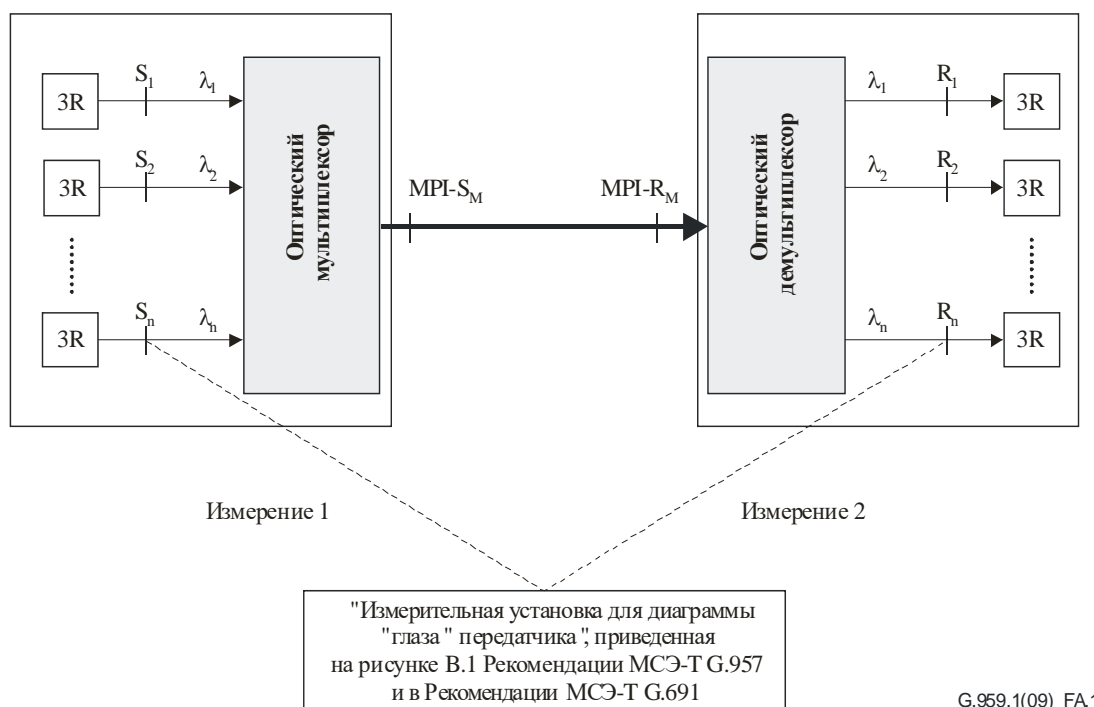 S₁ λ₁ λ₁ R₁
3R 3R
S₂ λ₂ λ₂ R₂
3R 3R
Оптический
мультиплексор
MPI-S_M MPI-R_M
Оптический
демультиплексор
Sₙ λₙ λₙ Rₙ
3R 3R
Измерение 1 Измерение 2
"Измерительная установка для диаграммы
"глаза" передатчика", приведенная
на рисунке В.1 Рекомендации МСЭ-Т G.957
и в Рекомендации МСЭ-Т G.691
G.959.1(09)_FA.1